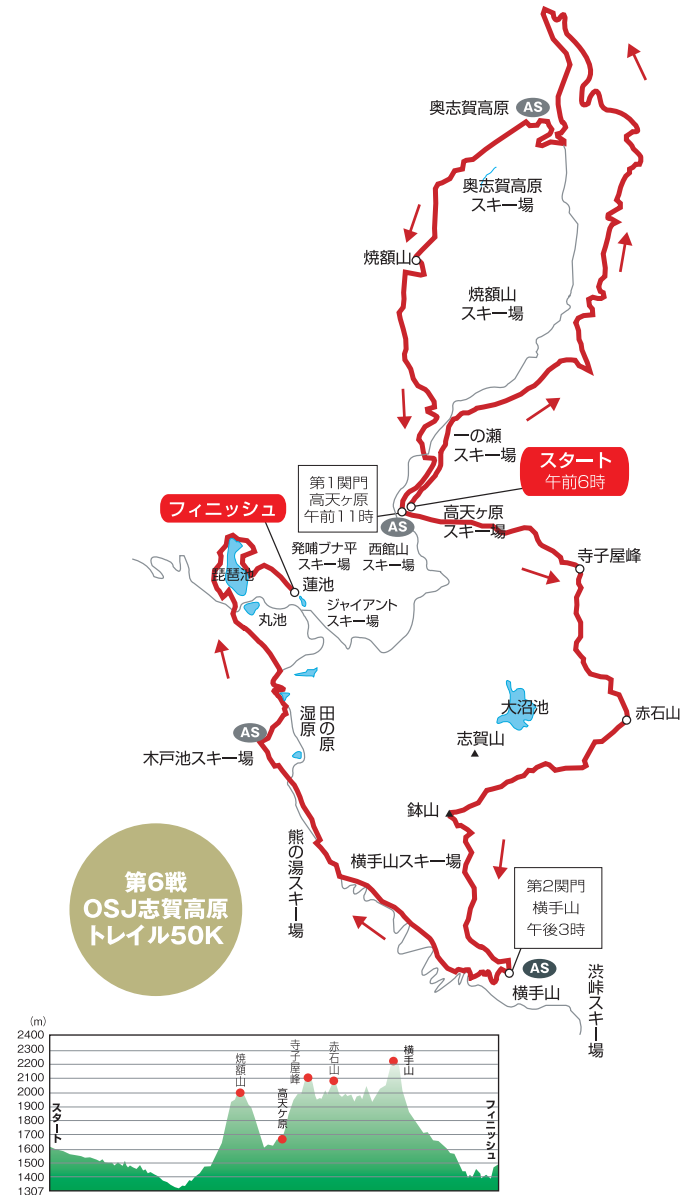 奥志賀高原
AS
奥志賀高原
スキー場
焼額山
焼額山
スキー場
一の瀬
スキー場
スタート
午前6時
第1関門
高天ヶ原
午前11時
AS
高天ヶ原
スキー場
フィニッシュ
発哺ブナ平
スキー場
西館山
スキー場
寺子屋峰
琵琶池
蓮池
丸池
ジャイアント
スキー場
田の原
湿原
大沼池
赤石山
志賀山
AS
木戸池スキー場
鉢山
熊の湯スキー場
横手山スキー場
第2関門
横手山
午後3時
AS
横手山
渋峠スキー場
第6戦
OSJ志賀高原
トレイル50K
(m)
2400
2300
2200
2100
2000
1900
1800
1700
1600
1500
1400
1307
スタート
焼額山
高天ケ原
寺子屋峰
赤石山
横手山
フィニッシュ